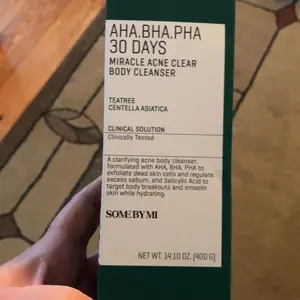 AHA.BHA.PHA
30 DAYS
MIRACLE ACNE CLEAR
BODY CLEANSER
TEATREE
CENTELLA ASIATICA
CLINICAL SOLUTION
Clinically Tested
A clarifying acne body cleanser,
formulated with AHA, BHA, PHA to
exfoliate dead skin cells and regulate
excess sebum, and Salicylic Acid to
target body breakouts and smooth
skin while hydrating.
SOME BY MI
NET WT. 14.10 OZ. (400 G)